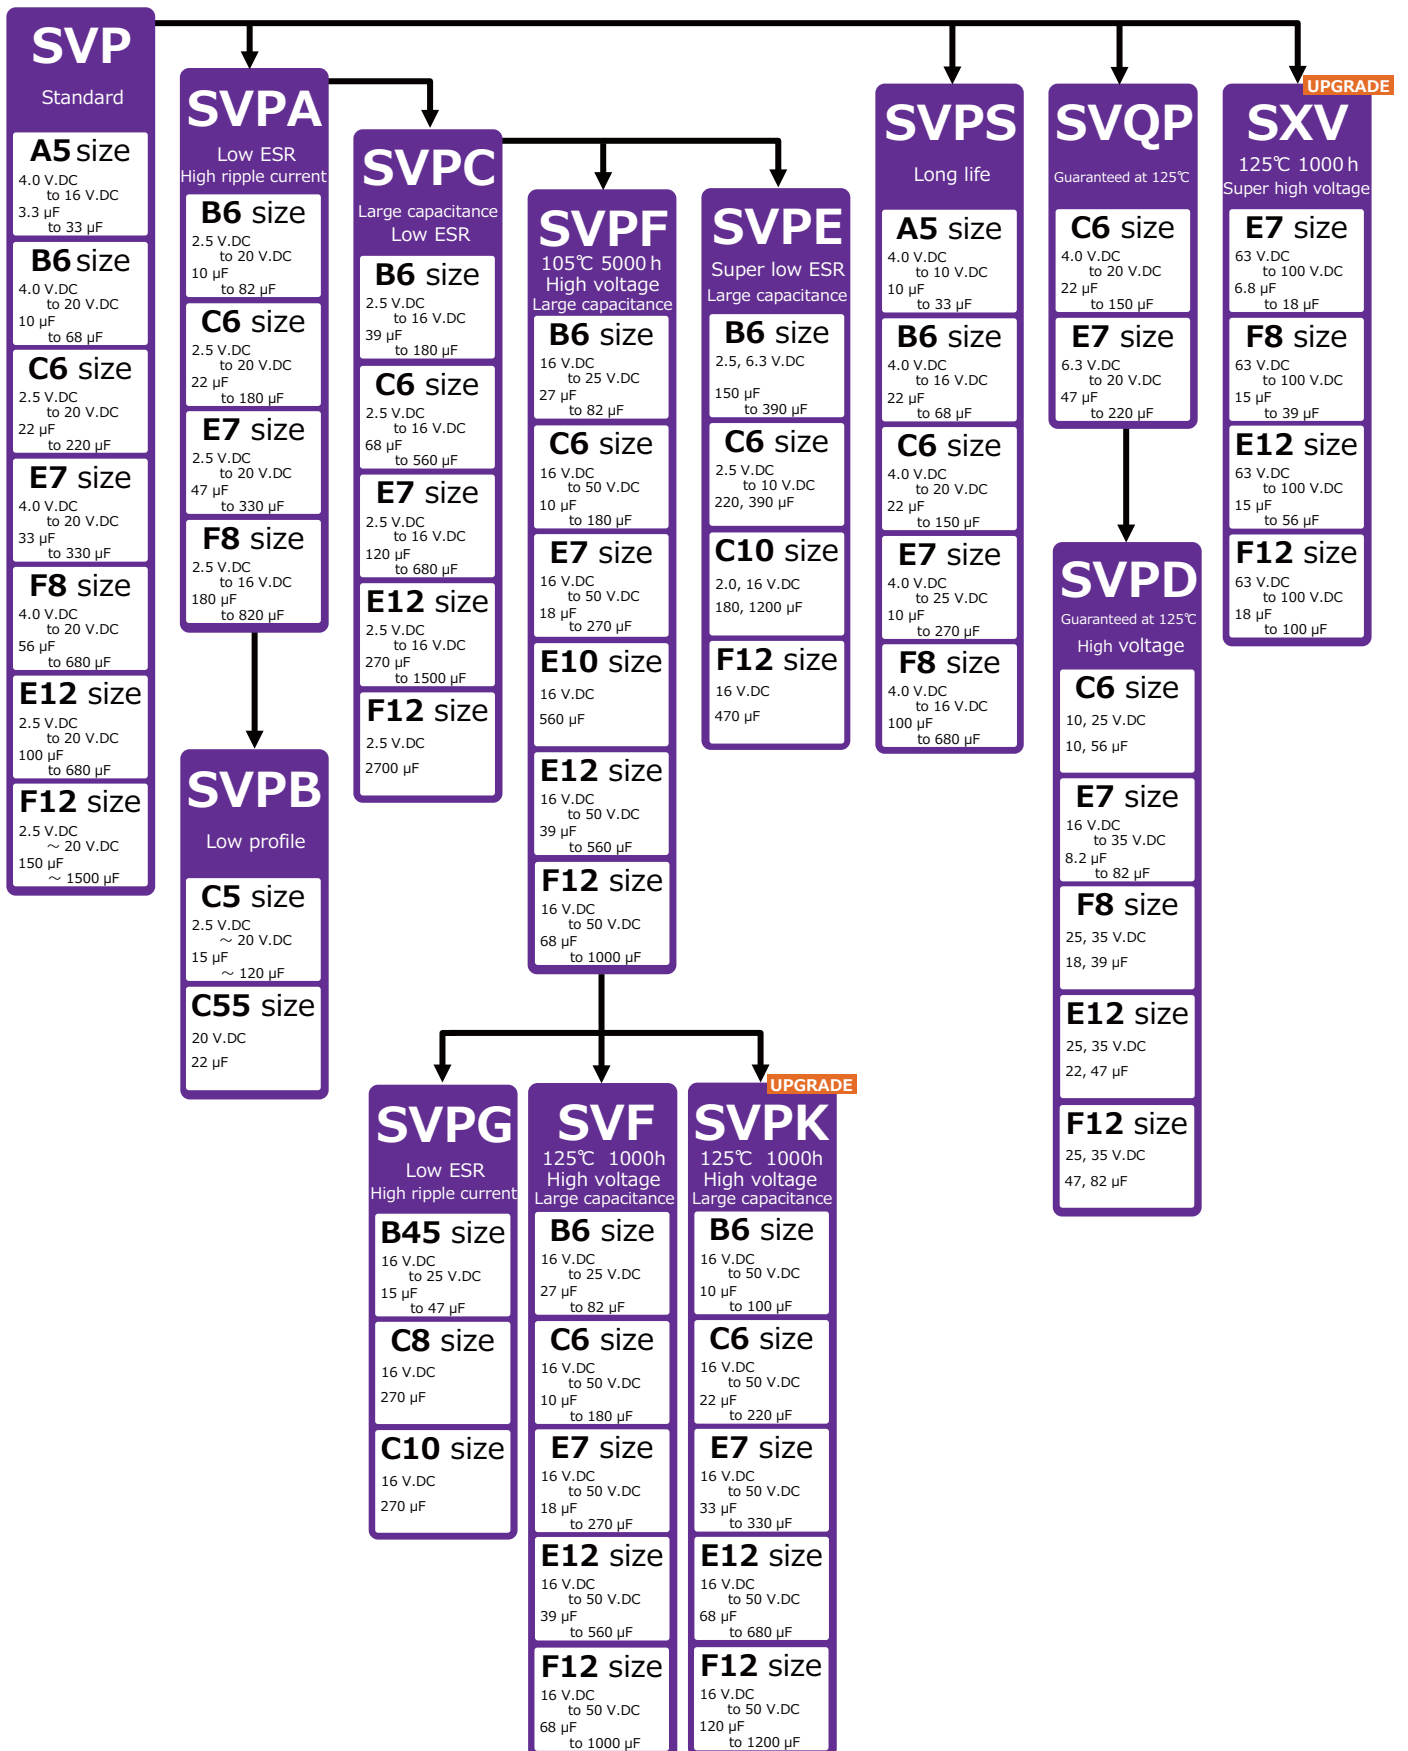 SVP
Standard
A5 size
4.0 V.DC
to 16 V.DC
3.3 µF
to 33 µF
B6 size
4.0 V.DC
to 20 V.DC
10 µF
to 68 µF
C6 size
2.5 V.DC
to 20 V.DC
22 µF
to 220 µF
E7 size
4.0 V.DC
to 20 V.DC
33 µF
to 330 µF
F8 size
4.0 V.DC
to 20 V.DC
56 µF
to 680 µF
E12 size
2.5 V.DC
to 20 V.DC
100 µF
to 680 µF
F12 size
2.5 V.DC
～ 20 V.DC
150 µF
～ 1500 µF
SVPA
Low ESR
High ripple current
B6 size
2.5 V.DC
to 20 V.DC
10 µF
to 82 µF
C6 size
2.5 V.DC
to 20 V.DC
22 µF
to 180 µF
E7 size
2.5 V.DC
to 20 V.DC
47 µF
to 330 µF
F8 size
2.5 V.DC
to 16 V.DC
180 µF
to 820 µF
SVPB
Low profile
C5 size
2.5 V.DC
～ 20 V.DC
15 µF
～ 120 µF
C55 size
20 V.DC
22 µF
SVPC
Large capacitance
Low ESR
B6 size
2.5 V.DC
to 16 V.DC
39 µF
to 180 µF
C6 size
2.5 V.DC
to 16 V.DC
68 µF
to 560 µF
E7 size
2.5 V.DC
to 16 V.DC
120 µF
to 680 µF
E12 size
2.5 V.DC
to 16 V.DC
270 µF
to 1500 µF
F12 size
2.5 V.DC
2700 µF
SVPF
105℃ 5000 h
High voltage
Large capacitance
B6 size
16 V.DC
to 25 V.DC
27 µF
to 82 µF
C6 size
16 V.DC
to 50 V.DC
10 µF
to 180 µF
E7 size
16 V.DC
to 50 V.DC
18 µF
to 270 µF
E10 size
16 V.DC
560 µF
E12 size
16 V.DC
to 50 V.DC
39 µF
to 560 µF
F12 size
16 V.DC
to 50 V.DC
68 µF
to 1000 µF
SVPE
Super low ESR
Large capacitance
B6 size
2.5, 6.3 V.DC
150 µF
to 390 µF
C6 size
2.5 V.DC
to 10 V.DC
220, 390 µF
C10 size
2.0, 16 V.DC
180, 1200 µF
F12 size
16 V.DC
470 µF
SVPS
Long life
A5 size
4.0 V.DC
to 10 V.DC
10 µF
to 33 µF
B6 size
4.0 V.DC
to 16 V.DC
22 µF
to 68 µF
C6 size
4.0 V.DC
to 20 V.DC
22 µF
to 150 µF
E7 size
4.0 V.DC
to 25 V.DC
10 µF
to 270 µF
F8 size
4.0 V.DC
to 16 V.DC
100 µF
to 680 µF
SVQP
Guaranteed at 125℃
C6 size
4.0 V.DC
to 20 V.DC
22 µF
to 150 µF
E7 size
6.3 V.DC
to 20 V.DC
47 µF
to 220 µF
SVPD
Guaranteed at 125℃
High voltage
C6 size
10, 25 V.DC
10, 56 µF
E7 size
16 V.DC
to 35 V.DC
8.2 µF
to 82 µF
F8 size
25, 35 V.DC
18, 39 µF
E12 size
25, 35 V.DC
22, 47 µF
F12 size
25, 35 V.DC
47, 82 µF
UPGRADE
SXV
125℃ 1000 h
Super high voltage
E7 size
63 V.DC
to 100 V.DC
6.8 µF
to 18 µF
F8 size
63 V.DC
to 100 V.DC
15 µF
to 39 µF
E12 size
63 V.DC
to 100 V.DC
15 µF
to 56 µF
F12 size
63 V.DC
to 100 V.DC
18 µF
to 100 µF
SVPG
Low ESR
High ripple current
B45 size
16 V.DC
to 25 V.DC
15 µF
to 47 µF
C8 size
16 V.DC
270 µF
C10 size
16 V.DC
270 µF
SVF
125℃ 1000h
High voltage
Large capacitance
B6 size
16 V.DC
to 25 V.DC
27 µF
to 82 µF
C6 size
16 V.DC
to 50 V.DC
10 µF
to 180 µF
E7 size
16 V.DC
to 50 V.DC
18 µF
to 270 µF
E12 size
16 V.DC
to 50 V.DC
39 µF
to 560 µF
F12 size
16 V.DC
to 50 V.DC
68 µF
to 1000 µF
UPGRADE
SVPK
125℃ 1000h
High voltage
Large capacitance
B6 size
16 V.DC
to 50 V.DC
10 µF
to 100 µF
C6 size
16 V.DC
to 50 V.DC
22 µF
to 220 µF
E7 size
16 V.DC
to 50 V.DC
33 µF
to 330 µF
E12 size
16 V.DC
to 50 V.DC
68 µF
to 680 µF
F12 size
16 V.DC
to 50 V.DC
120 µF
to 1200 µF